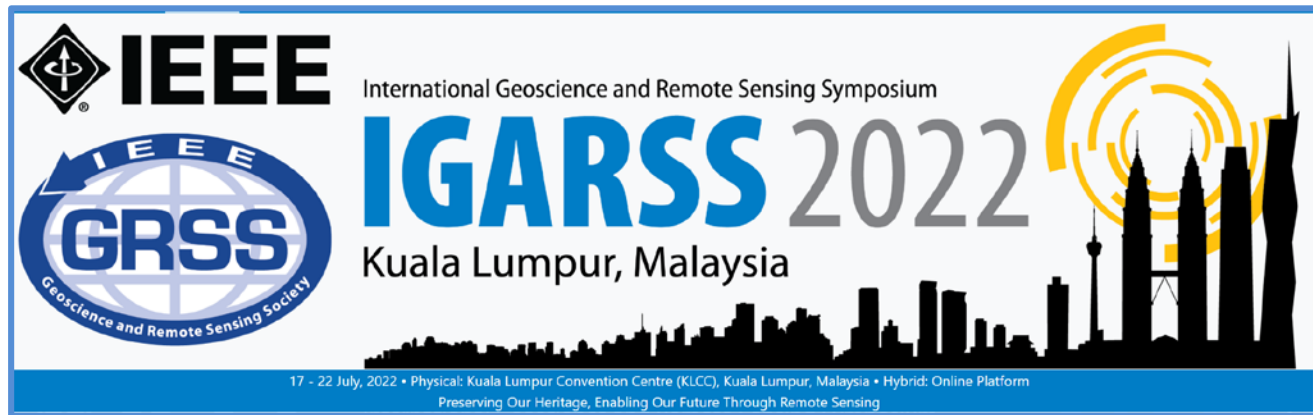 IEEE
®
IEEE
GRSS
Geoscience and Remote Sensing Society
International Geoscience and Remote Sensing Symposium
IGARSS 2022
Kuala Lumpur, Malaysia
17 - 22 July, 2022 • Physical: Kuala Lumpur Convention Centre (KLCC), Kuala Lumpur, Malaysia • Hybrid: Online Platform
Preserving Our Heritage, Enabling Our Future Through Remote Sensing